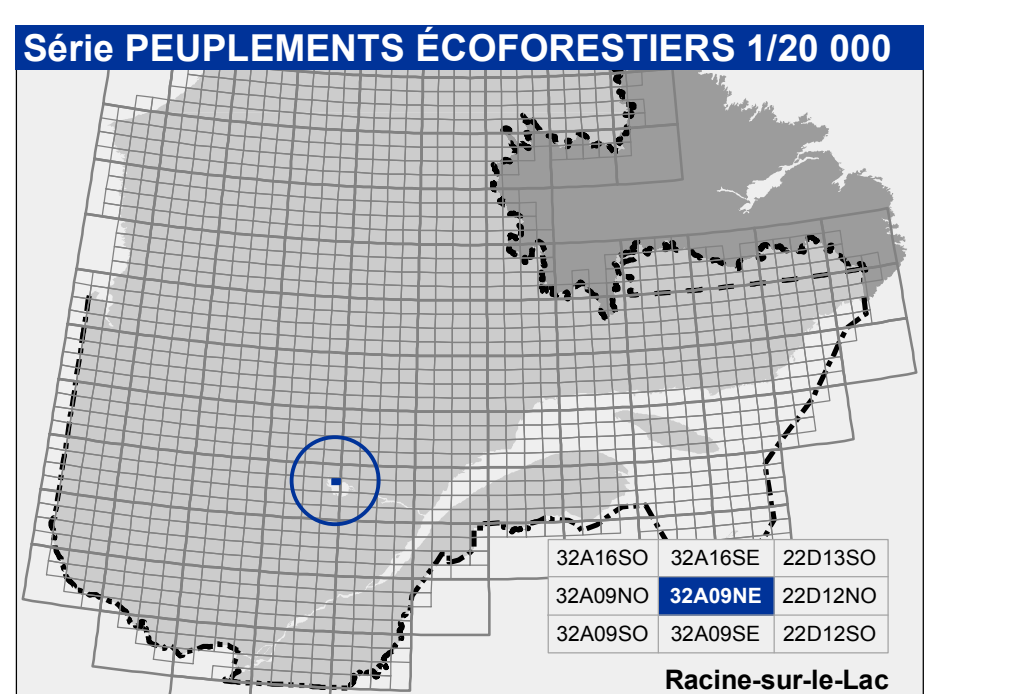 Série PEUPLEMENTS ÉCOFORESTIERS 1/20 000
32A16SO 32A16SE 22D13SO
32A09NO 32A09NE 22D12NO
32A09SO 32A09SE 22D12SO
Racine-sur-le-Lac